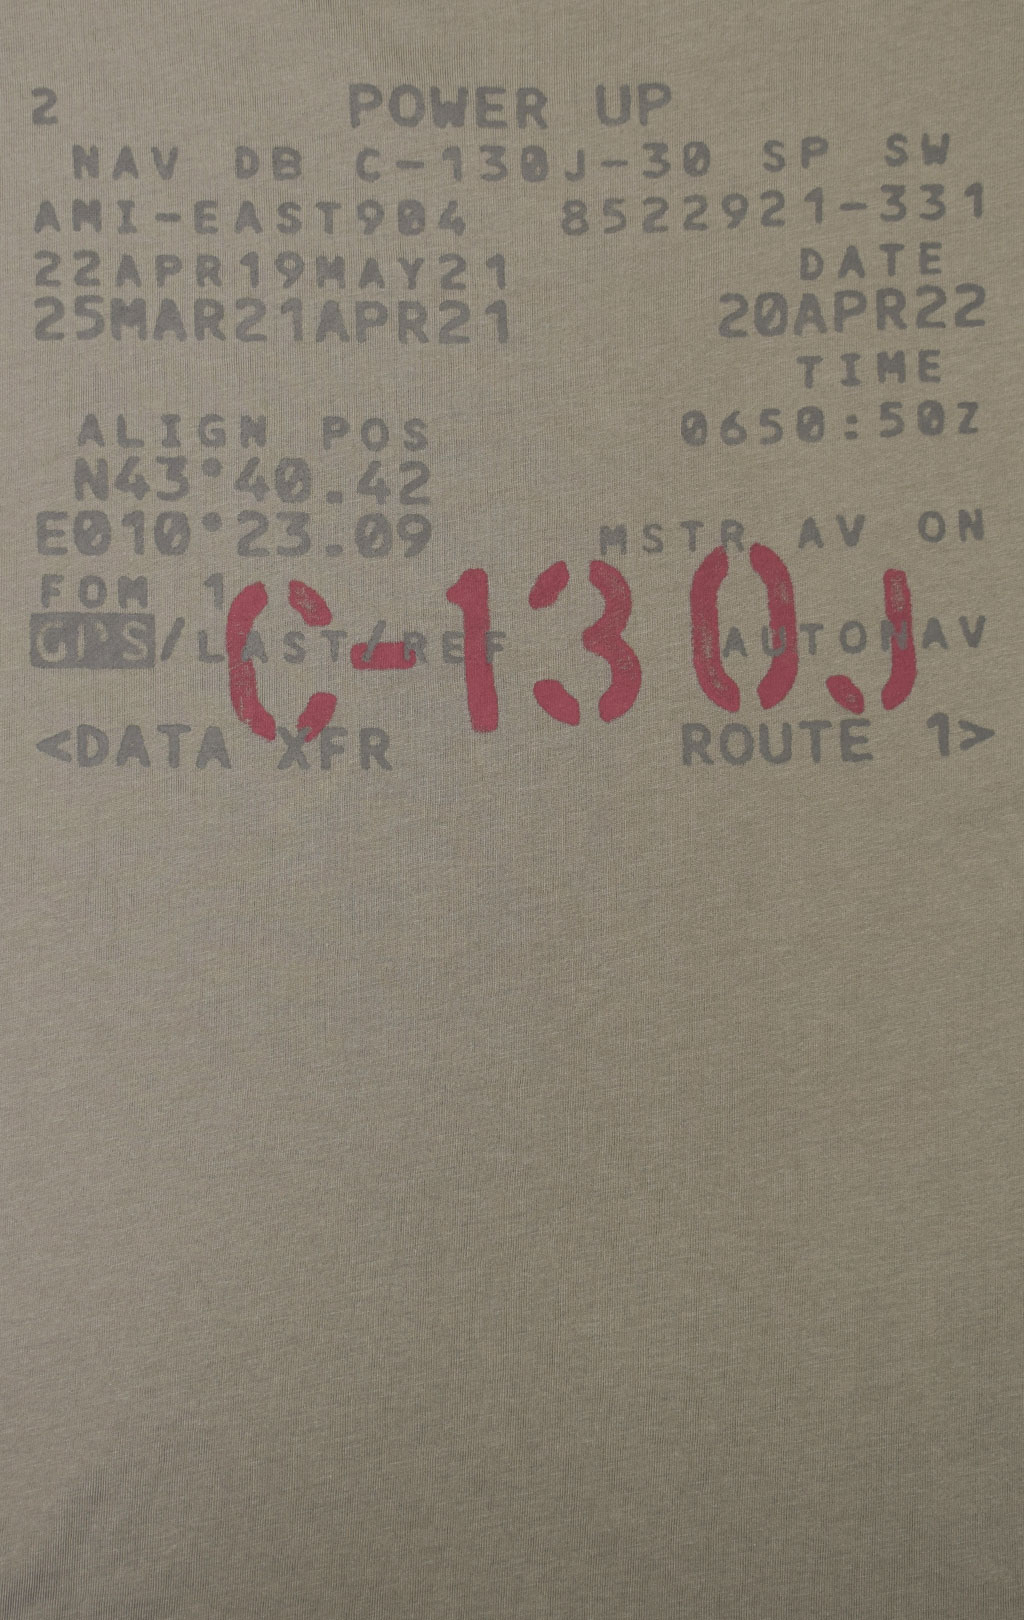 2 POWER UP
NAV DB C-130J-30 SP SW
AMI-EAST904 8522921-331
22APR19MAY21 DATE
25MAR21APR21 20APR22
TIME
ALIGN POS 0650:50Z
N43°40.42
E010°23.09 MSTR AV ON
FOM 1
C-130J
GPS/LAST/REF AUTONAV
<DATA XFR ROUTE 1>